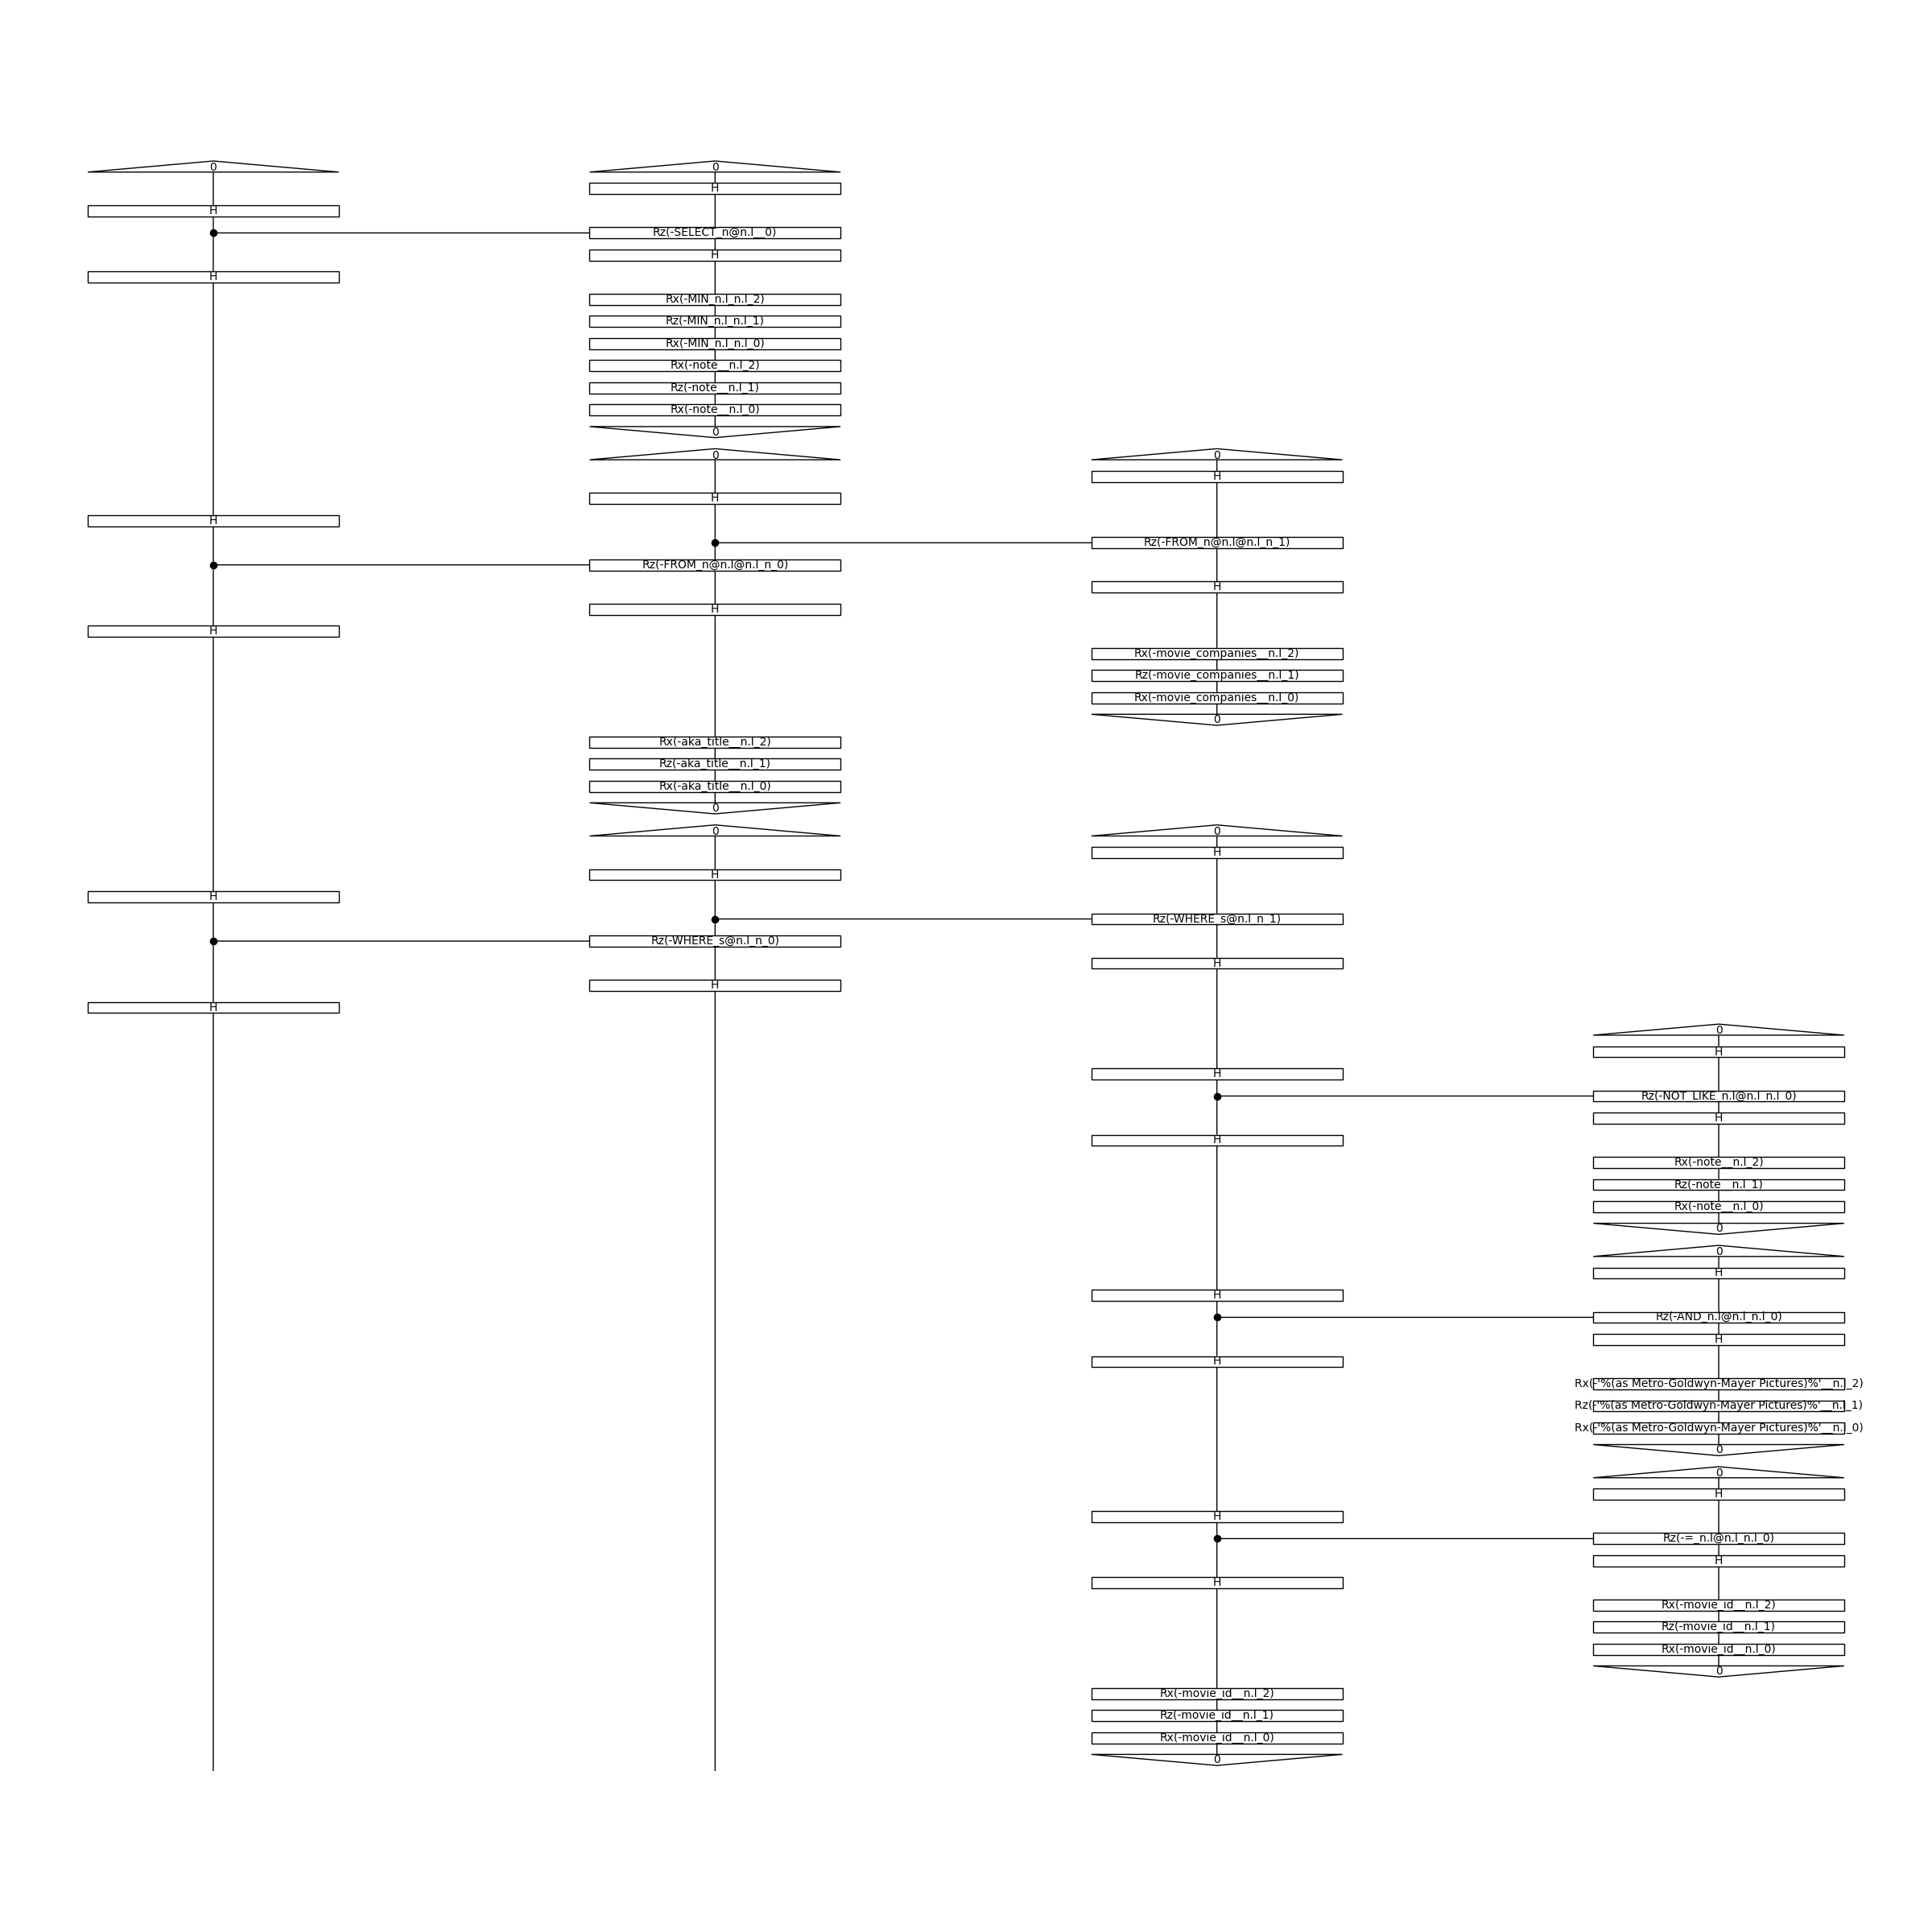 0 0
H
H
Rz(-SELECT_n@n.l__0)
H
H
Rx(-MIN_n.l_n.l_2)
Rz(-MIN_n.l_n.l_1)
Rx(-MIN_n.l_n.l_0)
Rx(-note__n.l_2)
Rz(-note__n.l_1)
Rx(-note__n.l_0)
0
0 0
H
H
H
Rz(-FROM_n@n.l@n.l_n_1)
Rz(-FROM_n@n.l@n.l_n_0)
H
H
H
Rx(-movie_companies__n.l_2)
Rz(-movie_companies__n.l_1)
Rx(-movie_companies__n.l_0)
0
Rx(-aka_title__n.l_2)
Rz(-aka_title__n.l_1)
Rx(-aka_title__n.l_0)
0
0 0
H
H
H
Rz(-WHERE_s@n.l_n_1)
Rz(-WHERE_s@n.l_n_0)
H
H
H
0
H
H
Rz(-NOT_LIKE_n.l@n.l_n.l_0)
H
H
Rx(-note__n.l_2)
Rz(-note__n.l_1)
Rx(-note__n.l_0)
0
0
H
H
Rz(-AND_n.l@n.l_n.l_0)
H
H
Rx(-'%(as Metro-Goldwyn-Mayer Pictures)%'__n.l_2)
Rz(-'%(as Metro-Goldwyn-Mayer Pictures)%'__n.l_1)
Rx(-'%(as Metro-Goldwyn-Mayer Pictures)%'__n.l_0)
0
0
H
H
Rz(-=_n.l@n.l_n.l_0)
H
H
Rx(-movie_id__n.l_2)
Rz(-movie_id__n.l_1)
Rx(-movie_id__n.l_0)
0
Rx(-movie_id__n.l_2)
Rz(-movie_id__n.l_1)
Rx(-movie_id__n.l_0)
0